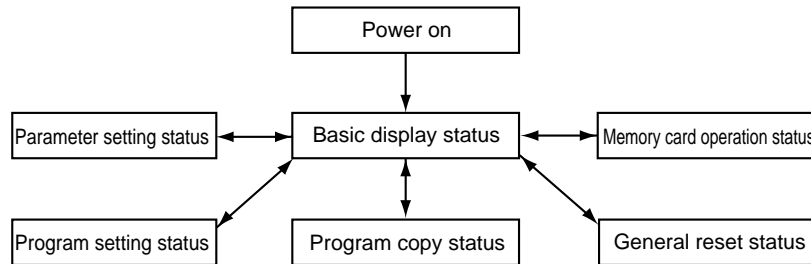 Power on
Parameter setting status
Basic display status
Memory card operation status
Program setting status
Program copy status
General reset status